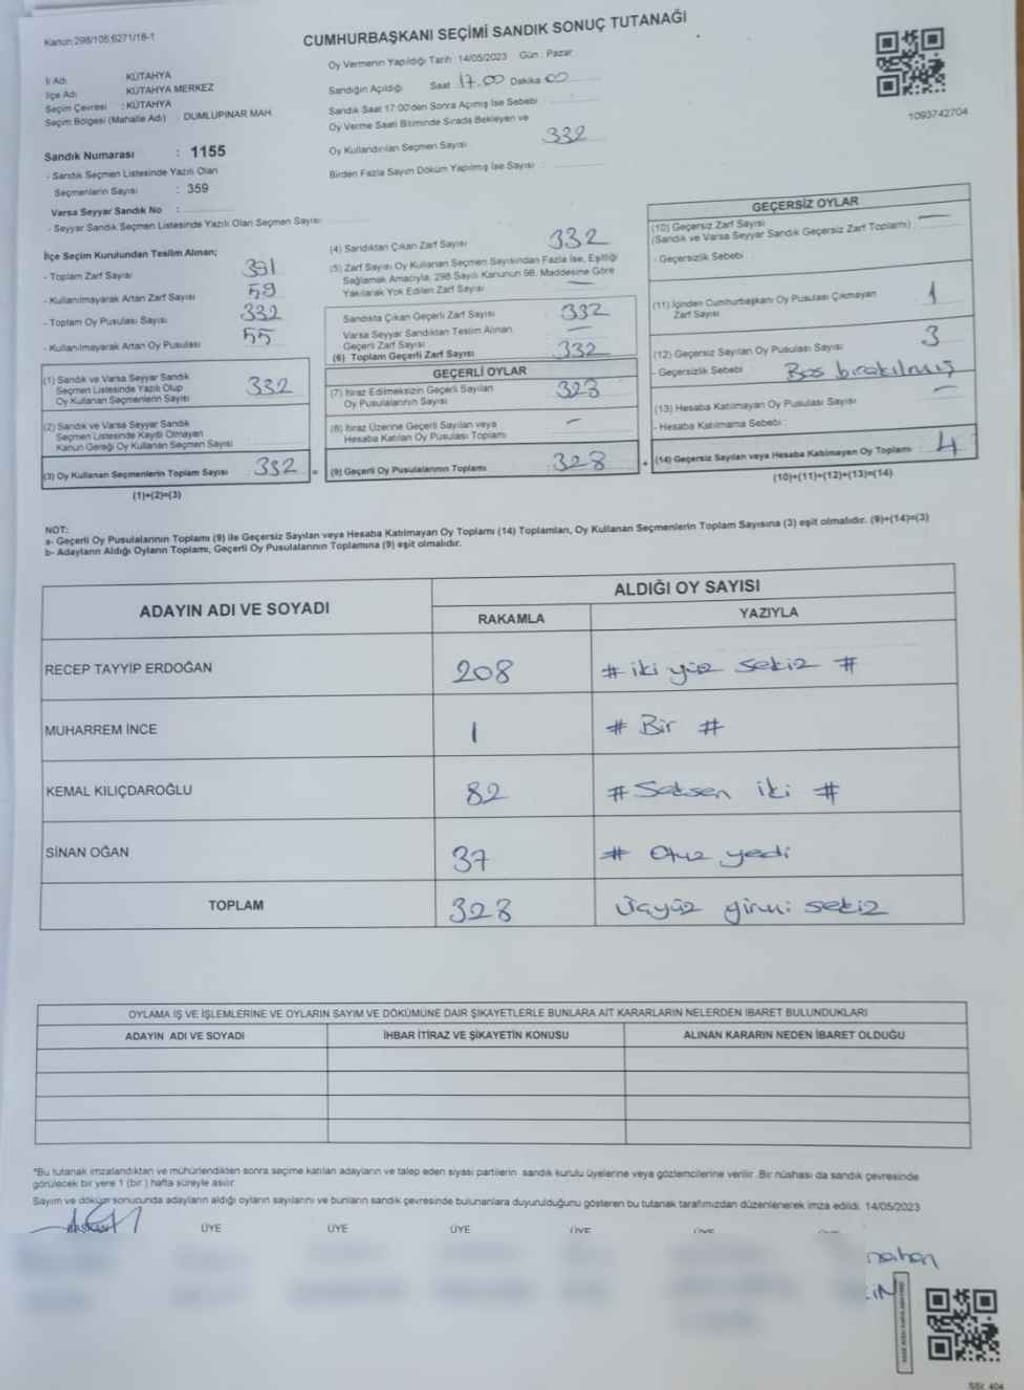 Kanun:298/105;6271/18-1
CUMHURBAŞKANI SEÇİMİ SANDIK SONUÇ TUTANAĞI
İl Adı KÜTAHYA
İlçe Adı KÜTAHYA MERKEZ
Seçim Çevresi : KÜTAHYA
Seçim Bölgesi (Mahalle Adı) : DUMLUPINAR MAH.
Sandık Numarası : 1155
- Sandık Seçmen Listesinde Yazılı Olan
Seçmenlerin Sayısı : 359
Varsa Seyyar Sandık No :
- Seyyar Sandık Seçmen Listesinde Yazılı Olan Seçmen Sayısı
Oy Vermenin Yapıldığı Tarih : 14/05/2023 Gün : Pazar
Sandığın Açıldığı Saat 17.00 Dakika 00
Sandık Saat 17:00'den Sonra Açımış İse Sebebi
Oy Verme Saati Bitiminde Sırada Bekleyen ve
Oy Kullandırılan Seçmen Sayısı 332
Birden Fazla Sayım Döküm Yapılmış İse Sayısı
1093742704
İlçe Seçim Kurulundan Teslim Alınan;
- Toplam Zarf Sayısı 391
- Kullanılmayarak Artan Zarf Sayısı 59
- Toplam Oy Pusulası Sayısı 332
- Kullanılmayarak Artan Oy Pusulası 55
(1) Sandık ve Varsa Seyyar Sandık
Seçmen Listesinde Yazılı Olup
Oy Kullanan Seçmenlerin Sayısı 332
(2) Sandık ve Varsa Seyyar Sandık
Seçmen Listesinde Kayıtlı Olmayan
Kanun Gereği Oy Kullanan Seçmen Sayısı
(3) Oy Kullanan Seçmenlerin Toplam Sayısı 332 =
(1)+(2)=(3)
(4) Sandıktan Çıkan Zarf Sayısı 332
(5) Zarf Sayısı Oy Kullanan Seçmen Sayısından Fazla İse, Eşitliği
Sağlamak Amacıyla, 298 Sayılı Kanunun 98. Maddesine Göre
Yakılarak Yok Edilen Zarf Sayısı —
Sandıkta Çıkan Geçerli Zarf Sayısı 332
Varsa Seyyar Sandıktan Teslim Alınan
Geçerli Zarf Sayısı —
(6) Toplam Geçerli Zarf Sayısı 332
GEÇERLİ OYLAR
(7) İtiraz Edilmeksizin Geçerli Sayılan
Oy Pusulalarının Sayısı 328
(8) İtiraz Üzerine Geçerli Sayılan veya
Hesaba Katılan Oy Pusulası Toplamı —
(9) Geçerli Oy Pusulalarının Toplamı 328 +
GEÇERSİZ OYLAR
(10) Geçersiz Zarf Sayısı —
(Sandık ve Varsa Seyyar Sandık Geçersiz Zarf Toplamı)
- Geçersizlik Sebebi
(11) İçinden Cumhurbaşkanı Oy Pusulası Çıkmayan
Zarf Sayısı 1
(12) Geçersiz Sayılan Oy Pusulası Sayısı 3
- Geçersizlik Sebebi Boş bırakılmış
(13) Hesaba Katılmayan Oy Pusulası Sayısı —
- Hesaba Katılmama Sebebi :
(14) Geçersiz Sayılan veya Hesaba Katılmayan Oy Toplamı 4
(10)+(11)+(12)+(13)=(14)
NOT:
a- Geçerli Oy Pusulalarının Toplamı (9) ile Geçersiz Sayılan veya Hesaba Katılmayan Oy Toplamı (14) Toplamları, Oy Kullanan Seçmenlerin Toplam Sayısına (3) eşit olmalıdır. (9)+(14)=(3)
b- Adayların Aldığı Oyların Toplamı, Geçerli Oy Pusulalarının Toplamına (9) eşit olmalıdır.
ADAYIN ADI VE SOYADI ALDIĞI OY SAYISI
RAKAMLA YAZIYLA
RECEP TAYYİP ERDOĞAN 208 # iki yüz sekiz #
MUHARREM İNCE 1 # Bir #
KEMAL KILIÇDAROĞLU 82 # Seksen iki #
SİNAN OĞAN 37 # Otuz yedi
TOPLAM 328 Üçyüz yirmi sekiz
OYLAMA İŞ VE İŞLEMLERİNE VE OYLARIN SAYIM VE DÖKÜMÜNE DAİR ŞİKAYETLERLE BUNLARA AİT KARARLARIN NELERDEN İBARET BULUNDUKLARI
ADAYIN ADI VE SOYADI İHBAR İTİRAZ VE ŞİKAYETİN KONUSU ALINAN KARARIN NEDEN İBARET OLDUĞU
*Bu tutanak imzalandıktan ve mühürlendikten sonra seçime katılan adayların ve talep eden siyasi partilerin sandık kurulu üyelerine veya gözlemcilerine verilir. Bir nüshası da sandık çevresinde
görülecek bir yere 1 (bir) hafta süreyle asılır.
Sayım ve döküm sonucunda adayların aldığı oyların sayılarını ve bunların sandık çevresinde bulunanlara duyurulduğunu gösteren bu tutanak tarafımızdan düzenlenerek imza edildi. 14/05/2023
ÜYE ÜYE ÜYE ÜYE